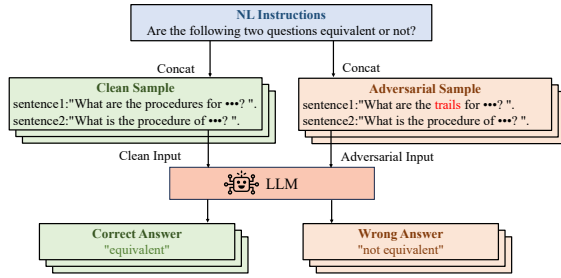 NL Instructions
Are the following two questions equivalent or not?
Concat
Concat
Clean Sample
sentence1:"What are the procedures for •••? ".
sentence2:"What is the procedure of •••? ".
Adversarial Sample
sentence1:"What are the trails for •••? ".
sentence2:"What is the procedure of •••? ".
Clean Input
Adversarial Input
LLM
Correct Answer
"equivalent"
Wrong Answer
"not equivalent"